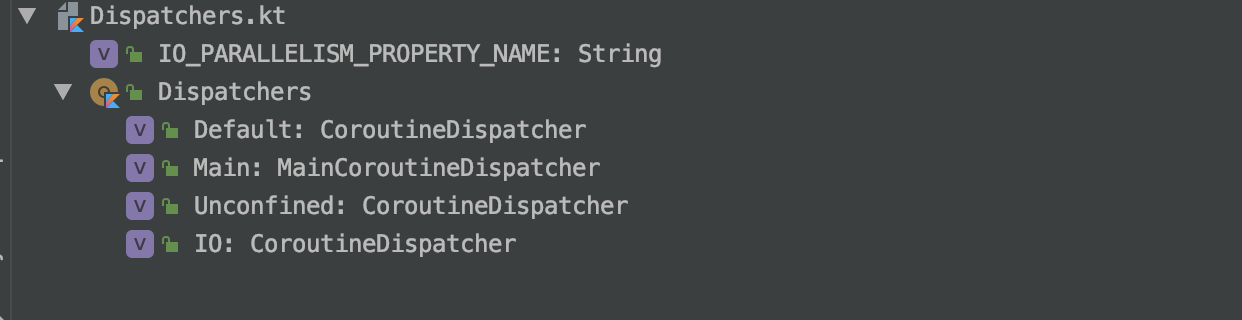 Dispatchers.kt
V IO_PARALLELISM_PROPERTY_NAME: String
Dispatchers
V Default: CoroutineDispatcher
V Main: MainCoroutineDispatcher
V Unconfined: CoroutineDispatcher
V IO: CoroutineDispatcher